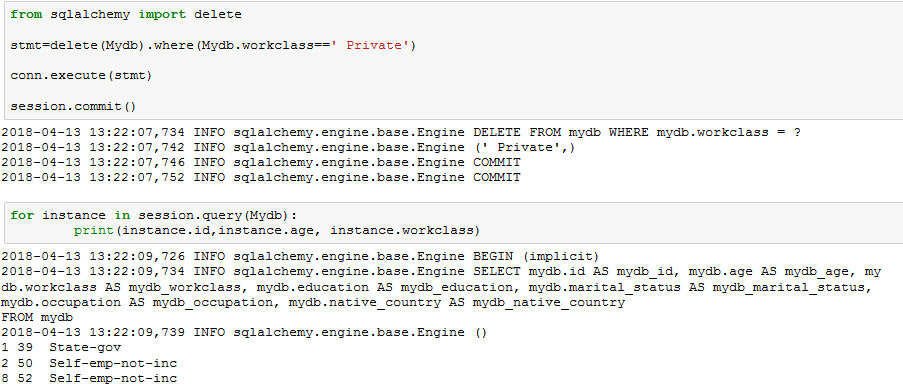 from sqlalchemy import delete
stmt=delete(Mydb).where(Mydb.workclass==' Private')
conn.execute(stmt)
session.commit()
2018-04-13 13:22:07,734 INFO sqlalchemy.engine.base.Engine DELETE FROM mydb WHERE mydb.workclass = ?
2018-04-13 13:22:07,742 INFO sqlalchemy.engine.base.Engine (' Private',)
2018-04-13 13:22:07,746 INFO sqlalchemy.engine.base.Engine COMMIT
2018-04-13 13:22:07,752 INFO sqlalchemy.engine.base.Engine COMMIT
for instance in session.query(Mydb):
        print(instance.id,instance.age, instance.workclass)
2018-04-13 13:22:09,726 INFO sqlalchemy.engine.base.Engine BEGIN (implicit)
2018-04-13 13:22:09,734 INFO sqlalchemy.engine.base.Engine SELECT mydb.id AS mydb_id, mydb.age AS mydb_age, my
db.workclass AS mydb_workclass, mydb.education AS mydb_education, mydb.marital_status AS mydb_marital_status,
mydb.occupation AS mydb_occupation, mydb.native_country AS mydb_native_country
FROM mydb
2018-04-13 13:22:09,739 INFO sqlalchemy.engine.base.Engine ()
1 39  State-gov
2 50  Self-emp-not-inc
8 52  Self-emp-not-inc